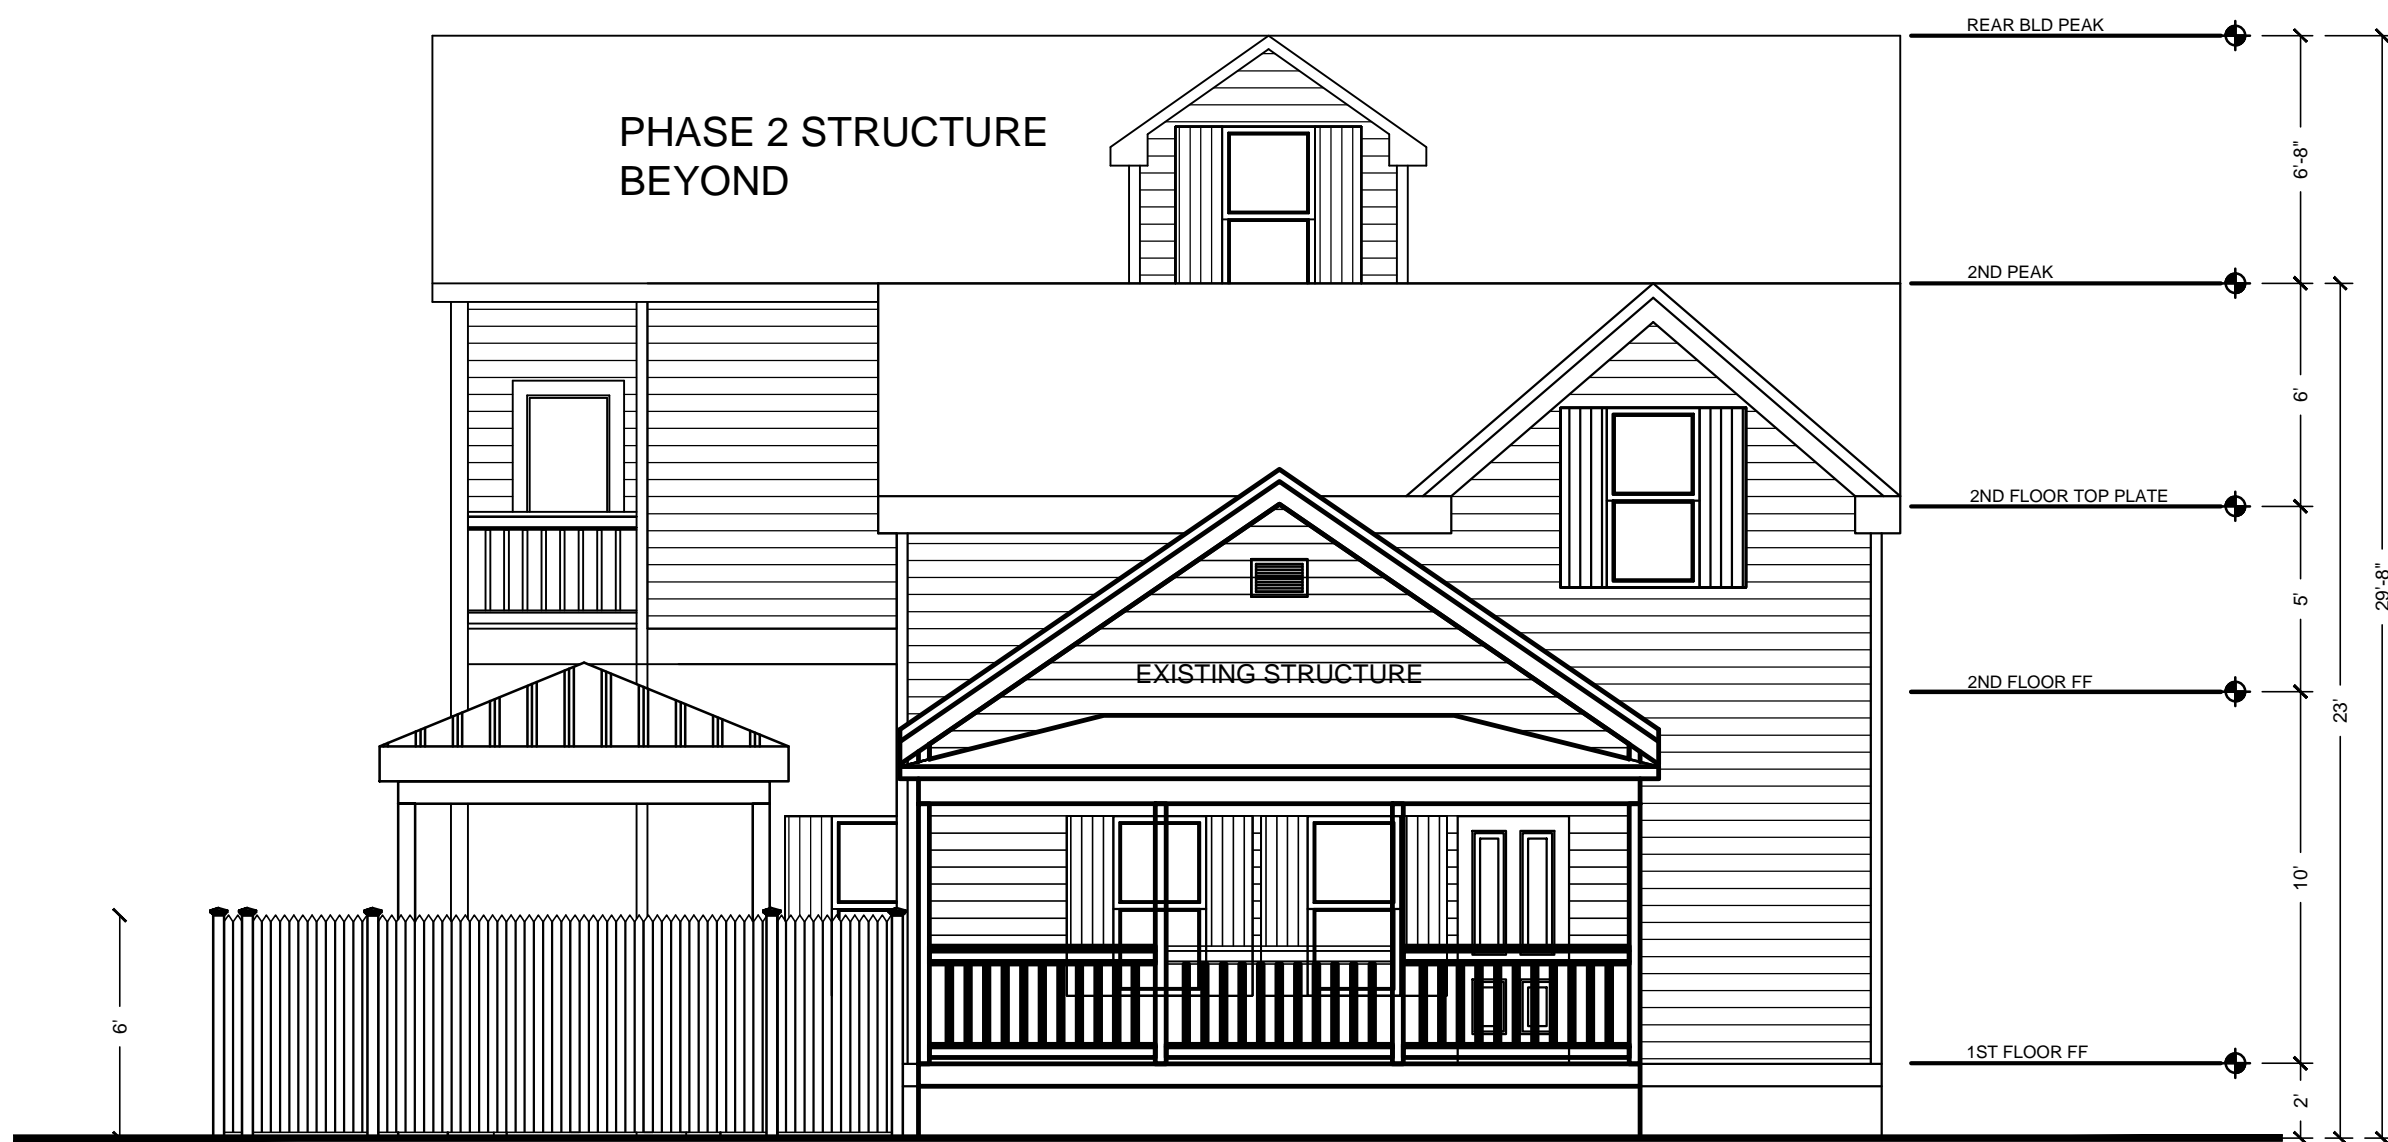 REAR BLD PEAK
PHASE 2 STRUCTURE
BEYOND
6'-8"
2ND PEAK
6'
2ND FLOOR TOP PLATE
29'-8"
5'
EXISTING STRUCTURE
2ND FLOOR FF
23'
10'
6'
1ST FLOOR FF
2'